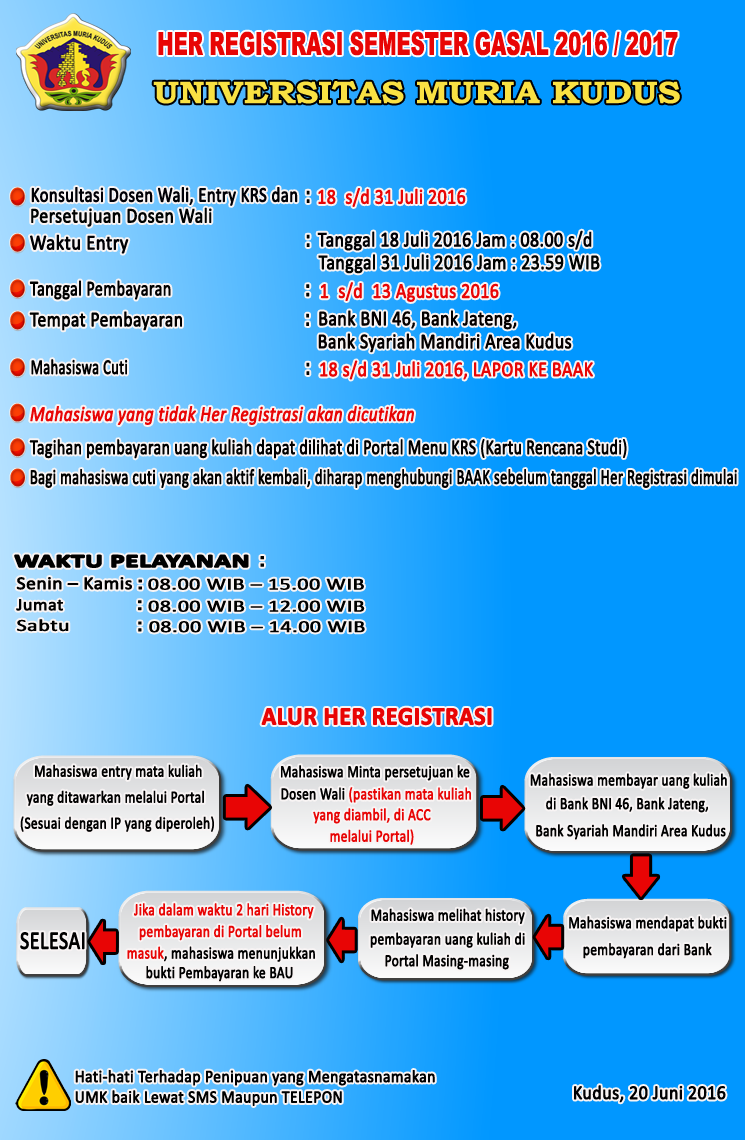 UNIVERSITAS MURIA KUDUS
HER REGISTRASI SEMESTER GASAL 2016 / 2017
UNIVERSITAS MURIA KUDUS
Konsultasi Dosen Wali, Entry KRS dan : 18 s/d 31 Juli 2016
Persetujuan Dosen Wali
Waktu Entry : Tanggal 18 Juli 2016 Jam : 08.00 s/d
Tanggal 31 Juli 2016 Jam : 23.59 WIB
Tanggal Pembayaran : 1 s/d 13 Agustus 2016
Tempat Pembayaran : Bank BNI 46, Bank Jateng,
Bank Syariah Mandiri Area Kudus
Mahasiswa Cuti : 18 s/d 31 Juli 2016, LAPOR KE BAAK
Mahasiswa yang tidak Her Registrasi akan dicutikan
Tagihan pembayaran uang kuliah dapat dilihat di Portal Menu KRS (Kartu Rencana Studi)
Bagi mahasiswa cuti yang akan aktif kembali, diharap menghubungi BAAK sebelum tanggal Her Registrasi dimulai
WAKTU PELAYANAN :
Senin – Kamis : 08.00 WIB – 15.00 WIB
Jumat : 08.00 WIB – 12.00 WIB
Sabtu : 08.00 WIB – 14.00 WIB
ALUR HER REGISTRASI
Mahasiswa entry mata kuliah
yang ditawarkan melalui Portal
(Sesuai dengan IP yang diperoleh)
Mahasiswa Minta persetujuan ke
Dosen Wali (pastikan mata kuliah
yang diambil, di ACC
melalui Portal)
Mahasiswa membayar uang kuliah
di Bank BNI 46, Bank Jateng,
Bank Syariah Mandiri Area Kudus
Mahasiswa mendapat bukti
pembayaran dari Bank
Mahasiswa melihat history
pembayaran uang kuliah di
Portal Masing-masing
Jika dalam waktu 2 hari History
pembayaran di Portal belum
masuk, mahasiswa menunjukkan
bukti Pembayaran ke BAU
SELESAI
Hati-hati Terhadap Penipuan yang Mengatasnamakan
UMK baik Lewat SMS Maupun TELEPON
Kudus, 20 Juni 2016